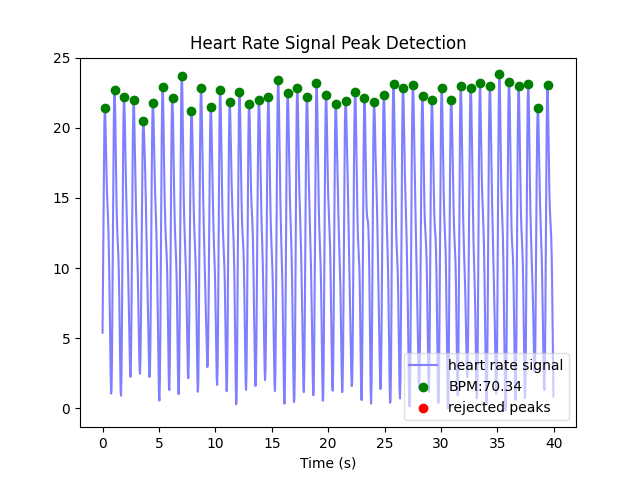 Heart Rate Signal Peak Detection
25
20
15
10
5
0
heart rate signal
BPM:70.34
rejected peaks
0 5 10 15 20 25 30 35 40
Time (s)